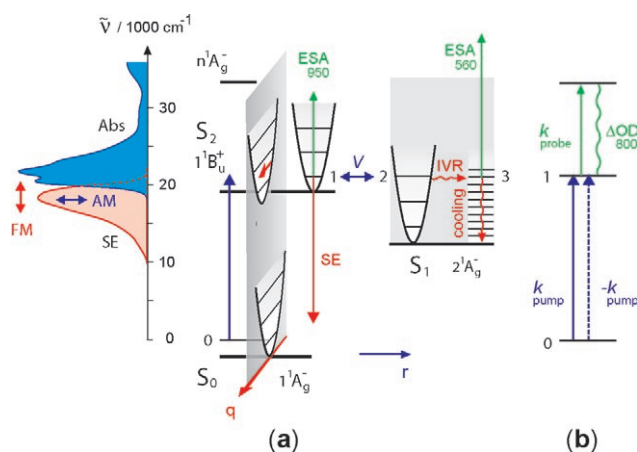 ṽ / 1000 cm⁻¹
30
20
10
0
Abs
AM
FM
SE
n¹A⁻g
S₂
1¹B⁺u
ESA
950
1
V
2
SE
0
S₀
1¹A⁻g
q
r
IVR
cooling
3
ESA
560
S₁
2¹A⁻g
k probe
ΔOD
800
1
k pump
-k pump
0
(a)
(b)